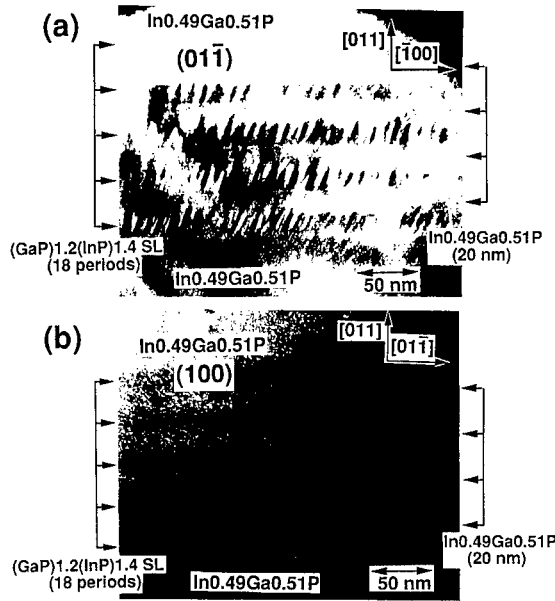 (a)
In0.49Ga0.51P
(011̄)
[011]
[1̄00]
(GaP)1.2(InP)1.4 SL
(18 periods)
In0.49Ga0.51P
In0.49Ga0.51P
(20 nm)
50 nm
(b)
In0.49Ga0.51P
(100)
[011]
[011̄]
(GaP)1.2(InP)1.4 SL
(18 periods)
In0.49Ga0.51P
In0.49Ga0.51P
(20 nm)
50 nm